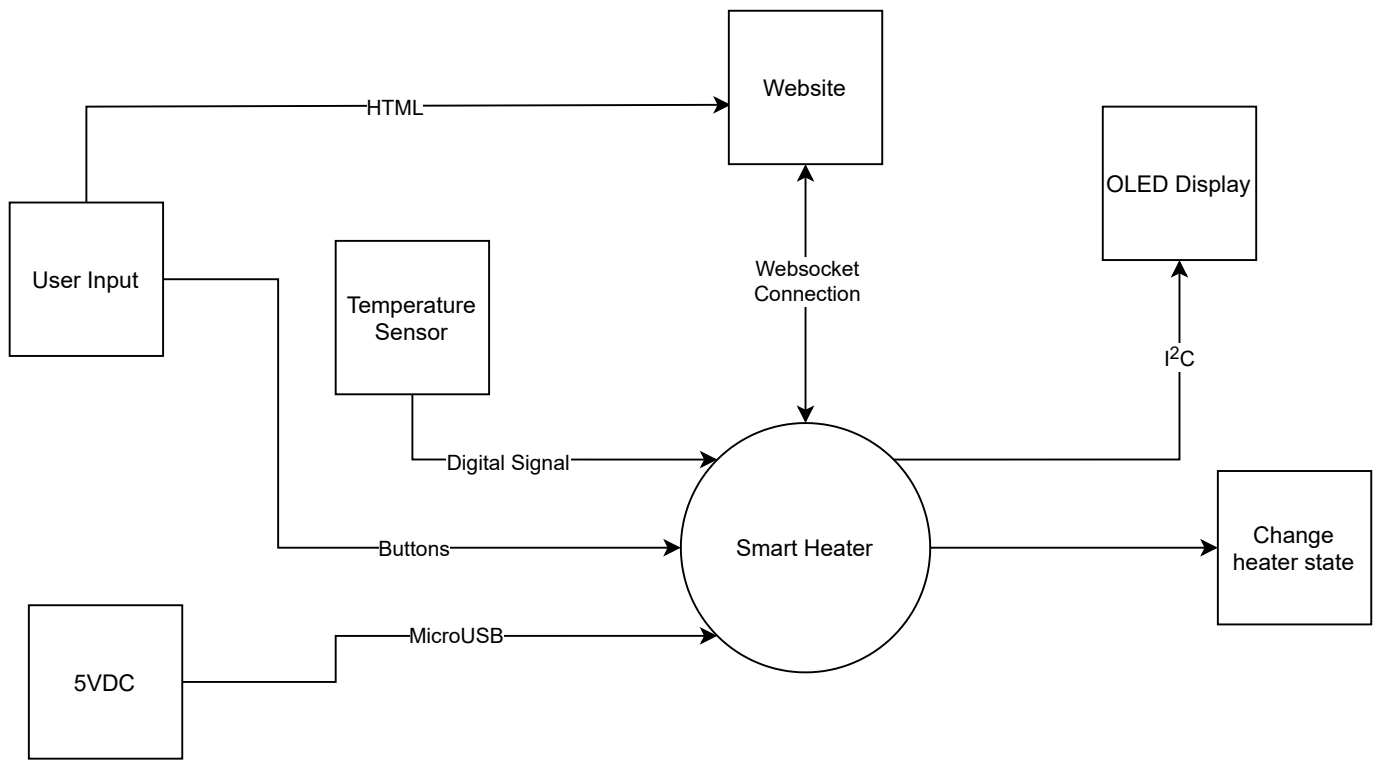 Website
HTML
OLED Display
User Input
Temperature
Sensor
Websocket
Connection
I²C
Digital Signal
Buttons
Smart Heater
Change
heater state
MicroUSB
5VDC